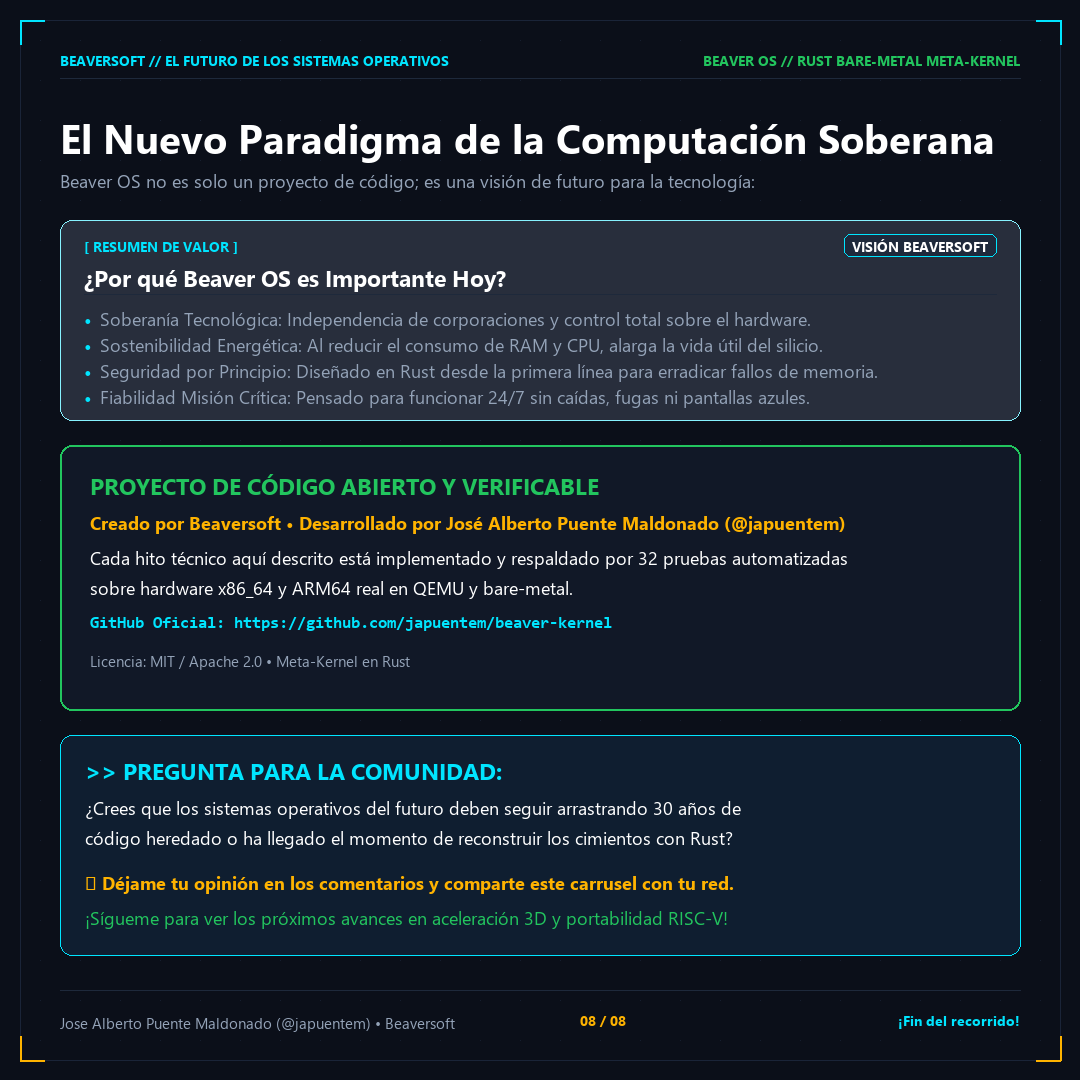 BEAVERSOFT // EL FUTURO DE LOS SISTEMAS OPERATIVOS
BEAVER OS // RUST BARE-METAL META-KERNEL
El Nuevo Paradigma de la Computación Soberana
Beaver OS no es solo un proyecto de código; es una visión de futuro para la tecnología:
[ RESUMEN DE VALOR ]
VISIÓN BEAVERSOFT
¿Por qué Beaver OS es Importante Hoy?
• Soberanía Tecnológica: Independencia de corporaciones y control total sobre el hardware.
• Sostenibilidad Energética: Al reducir el consumo de RAM y CPU, alarga la vida útil del silicio.
• Seguridad por Principio: Diseñado en Rust desde la primera línea para erradicar fallos de memoria.
• Fiabilidad Misión Crítica: Pensado para funcionar 24/7 sin caídas, fugas ni pantallas azules.
PROYECTO DE CÓDIGO ABIERTO Y VERIFICABLE
Creado por Beaversoft • Desarrollado por José Alberto Puente Maldonado (@japuentem)
Cada hito técnico aquí descrito está implementado y respaldado por 32 pruebas automatizadas
sobre hardware x86_64 y ARM64 real en QEMU y bare-metal.
GitHub Oficial: https://github.com/japuentem/beaver-kernel
Licencia: MIT / Apache 2.0 • Meta-Kernel en Rust
>> PREGUNTA PARA LA COMUNIDAD:
¿Crees que los sistemas operativos del futuro deben seguir arrastrando 30 años de
código heredado o ha llegado el momento de reconstruir los cimientos con Rust?
Déjame tu opinión en los comentarios y comparte este carrusel con tu red.
¡Sígueme para ver los próximos avances en aceleración 3D y portabilidad RISC-V!
Jose Alberto Puente Maldonado (@japuentem) • Beaversoft
08 / 08
¡Fin del recorrido!